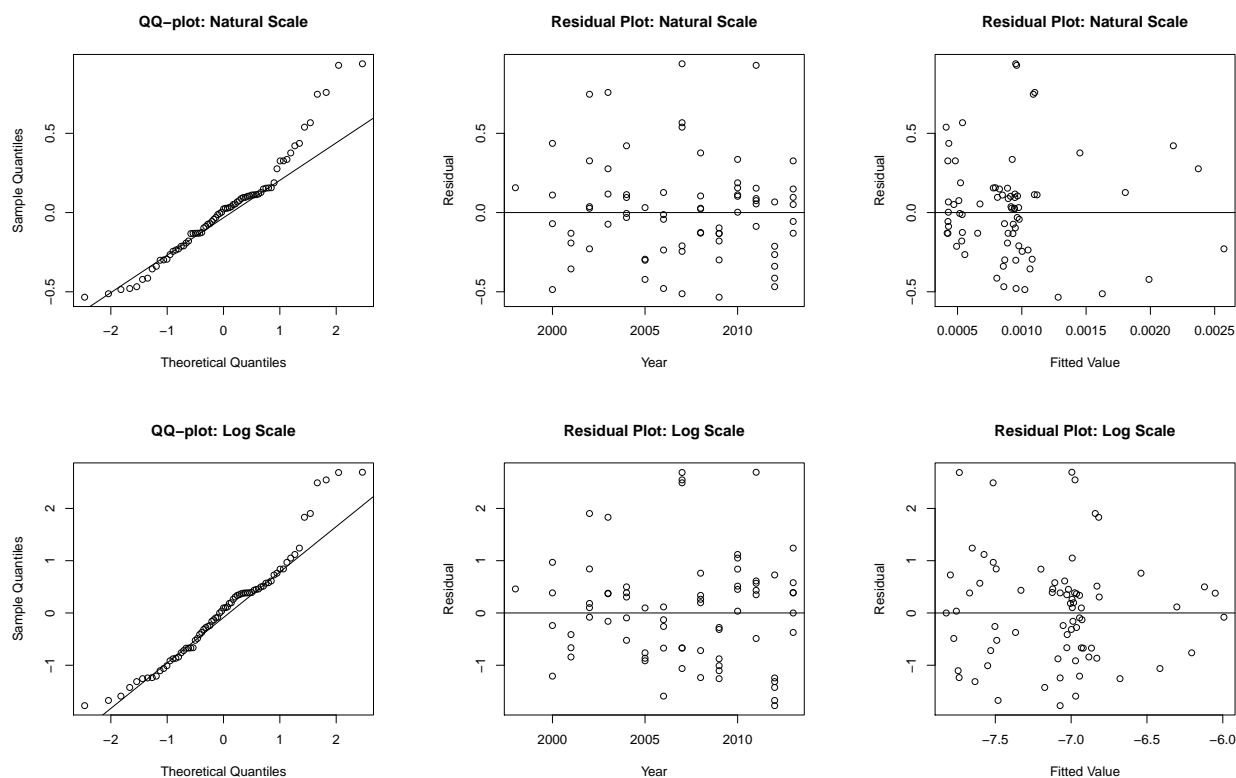 QQ−plot: Natural Scale
Sample Quantiles
0.5
0.0
−0.5
−2 −1 0 1 2
Theoretical Quantiles
Residual Plot: Natural Scale
Residual
0.5
0.0
−0.5
2000 2005 2010
Year
Residual Plot: Natural Scale
Residual
0.5
0.0
−0.5
0.0005 0.0010 0.0015 0.0020 0.0025
Fitted Value
QQ−plot: Log Scale
Sample Quantiles
2
1
0
−1
−2 −1 0 1 2
Theoretical Quantiles
Residual Plot: Log Scale
Residual
2
1
0
−1
2000 2005 2010
Year
Residual Plot: Log Scale
Residual
2
1
0
−1
−7.5 −7.0 −6.5 −6.0
Fitted Value